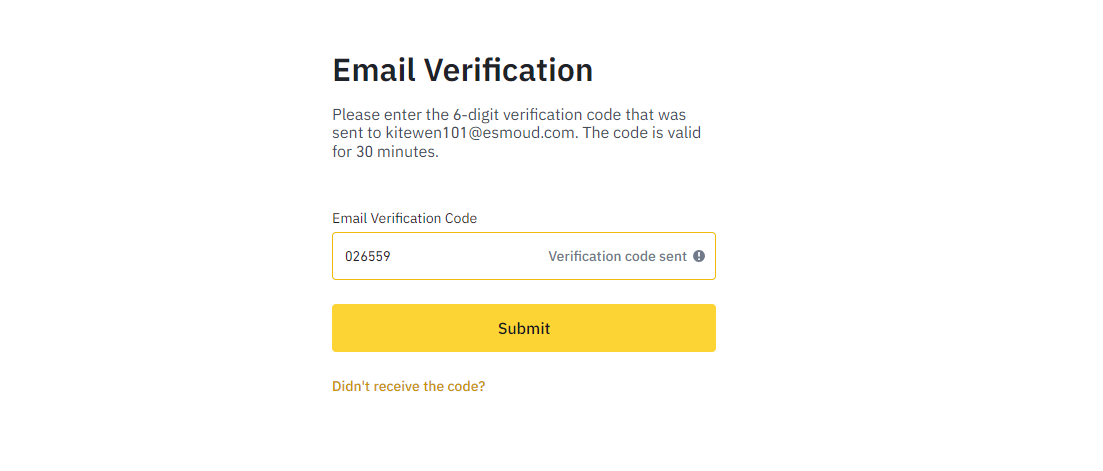 Email Verification
Please enter the 6-digit verification code that was
sent to kitewen101@esmoud.com. The code is valid
for 30 minutes.
Email Verification Code
026559 Verification code sent
Submit
Didn't receive the code?